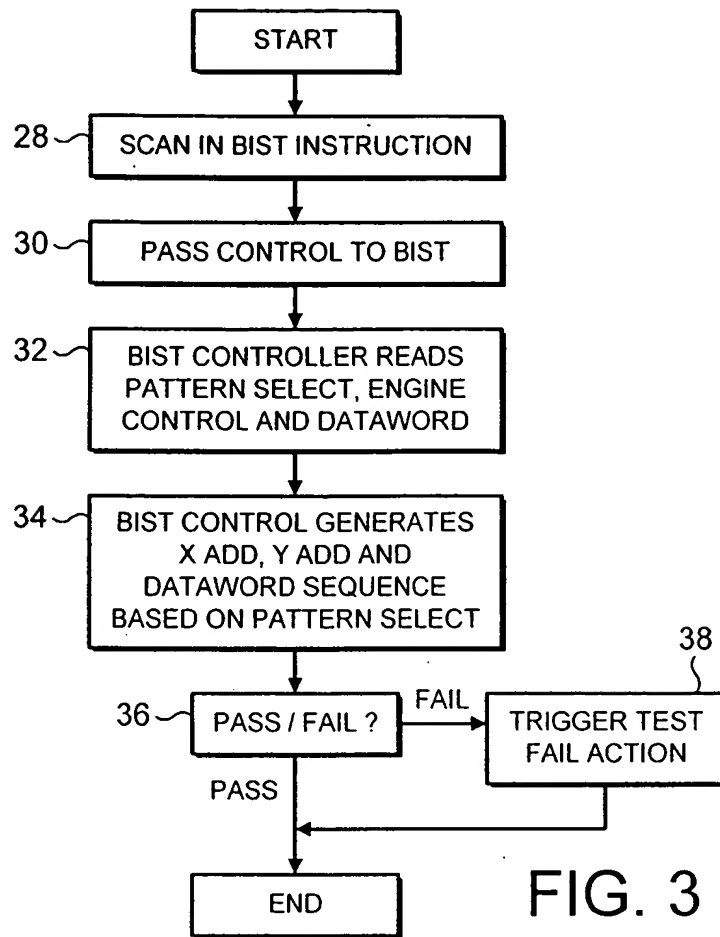 START
28
SCAN IN BIST INSTRUCTION
30
PASS CONTROL TO BIST
32
BIST CONTROLLER READS
PATTERN SELECT, ENGINE
CONTROL AND DATAWORD
34
BIST CONTROL GENERATES
X ADD, Y ADD AND
DATAWORD SEQUENCE
BASED ON PATTERN SELECT
36
PASS / FAIL ?
FAIL
38
TRIGGER TEST
FAIL ACTION
PASS
END
FIG. 3